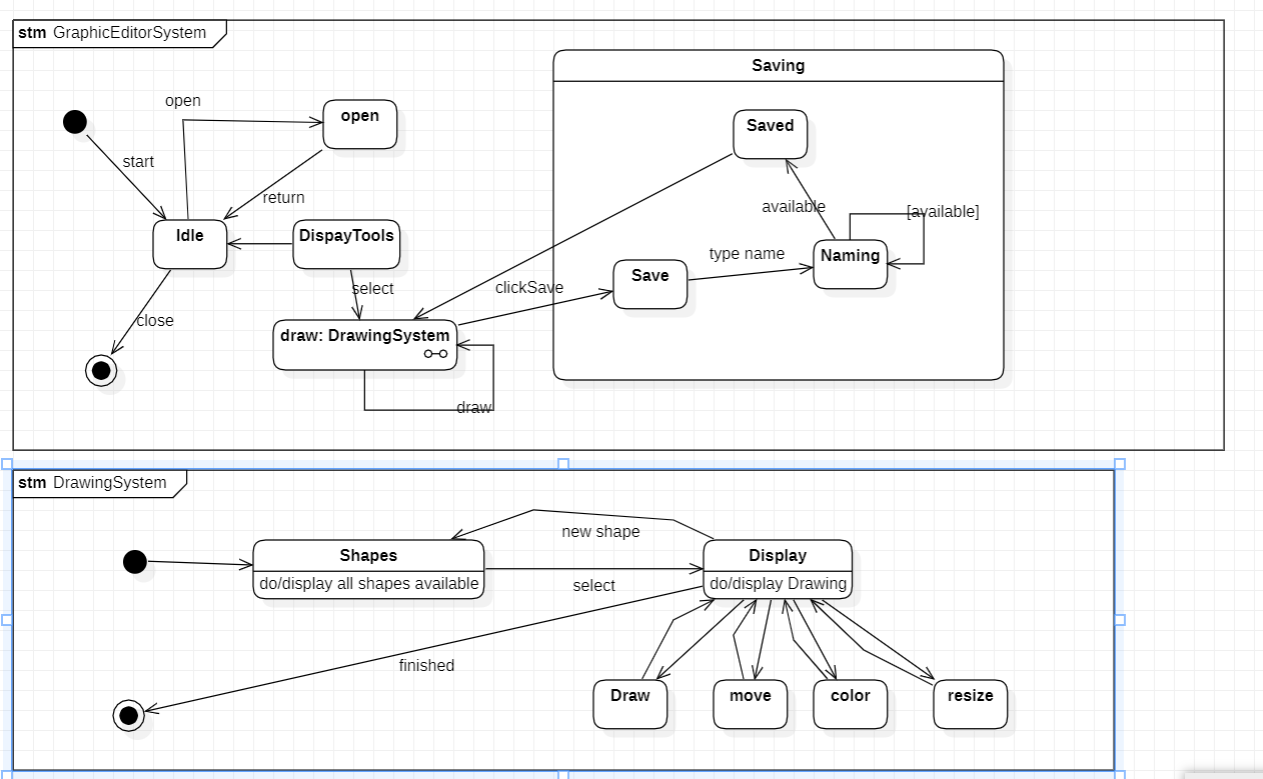 stm GraphicEditorSystem
Saving
open
open
Saved
start
return
available
[available]
Idle
DispayTools
type name
Naming
Save
select
clickSave
close
draw: DrawingSystem
draw
stm DrawingSystem
new shape
Shapes
Display
do/display all shapes available
do/display Drawing
select
finished
Draw
move
color
resize